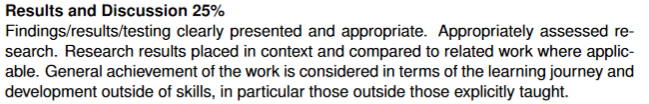 Results and Discussion 25%
Findings/results/testing clearly presented and appropriate. Appropriately assessed re-
search. Research results placed in context and compared to related work where applic-
able. General achievement of the work is considered in terms of the learning journey and
development outside of skills, in particular those outside those explicitly taught.